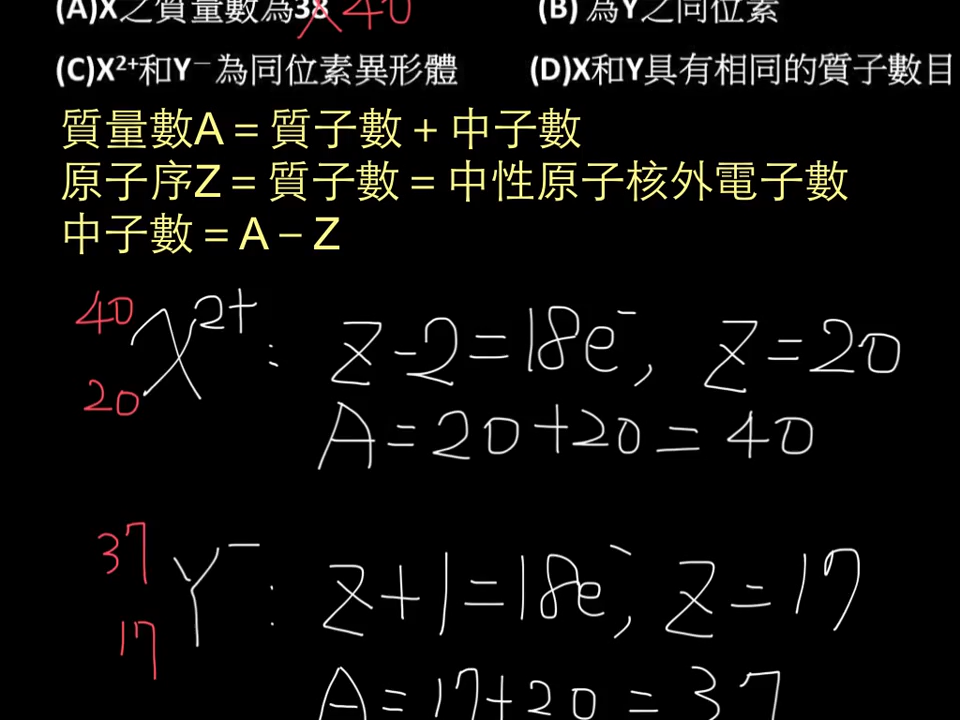 (A)X之質量數為38 X 40 (B) 為Y之同位素
(C)X²⁺和Y⁻為同位素異形體 (D)X和Y具有相同的質子數目
質量數A = 質子數 + 中子數
原子序Z = 質子數 = 中性原子核外電子數
中子數 = A − Z
40 20 X²⁺ : Z-2=18e⁻, Z=20
A=20+20=40
37 17 Y⁻ : Z+1=18e⁻, Z=17
A=17+20=37